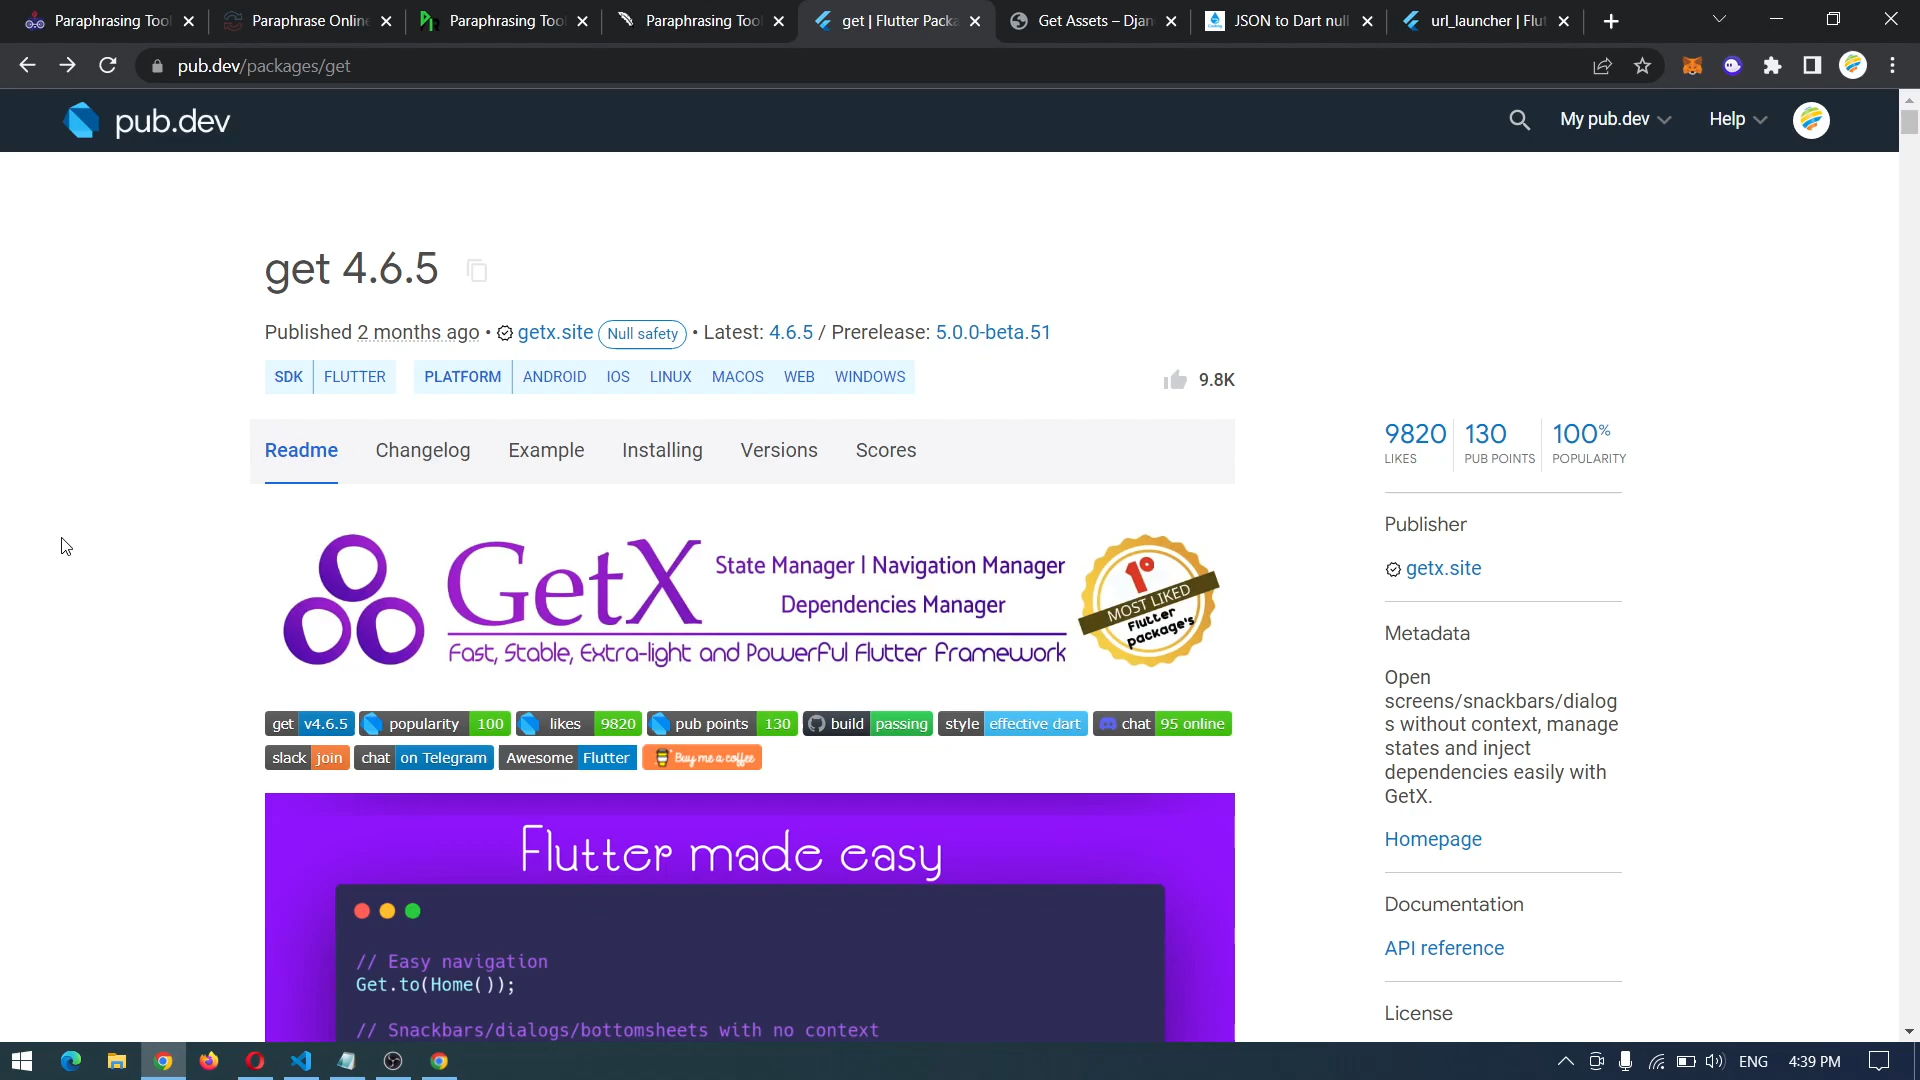 Paraphrasing Tool
Paraphrase Online
Paraphrasing Tool
Paraphrasing Tool
get | Flutter Packa
Get Assets – Djan
JSON to Dart null
url_launcher | Flut
pub.dev/packages/get
pub.dev
My pub.dev
Help
get 4.6.5
Published 2 months ago • getx.site Null safety • Latest: 4.6.5 / Prerelease: 5.0.0-beta.51
SDK FLUTTER PLATFORM ANDROID IOS LINUX MACOS WEB WINDOWS
9.8K
Readme Changelog Example Installing Versions Scores
9820 LIKES
130 PUB POINTS
100% POPULARITY
Publisher
getx.site
Metadata
Open
screens/snackbars/dialog
s without context, manage
states and inject
dependencies easily with
GetX.
Homepage
Documentation
API reference
License
GetX
State Manager | Navigation Manager
Dependencies Manager
Fast, Stable, Extra-light and Powerful Flutter Framework
1º
MOST LIKED
Flutter
package's
get v4.6.5 popularity 100 likes 9820 pub points 130 build passing style effective dart chat 95 online
slack join chat on Telegram Awesome Flutter Buy me a coffee
Flutter made easy
// Easy navigation
Get.to(Home());
// Snackbars/dialogs/bottomsheets with no context
ENG
4:39 PM